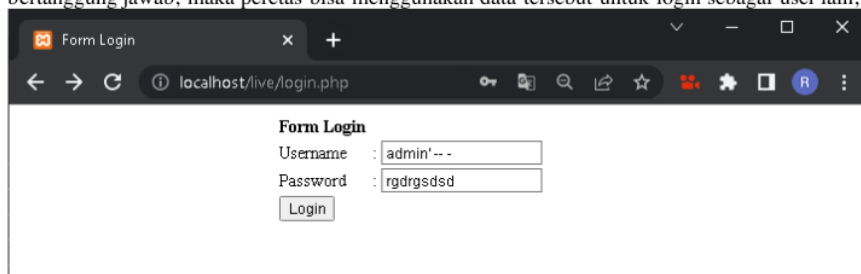 bertanggung jawab, maka peretas bisa menggunakan data tersebut untuk login sebagai user lain,
Form Login
localhost/live/login.php
R
Form Login
Username : admin'-- -
Password : rgdrgsdsd
Login